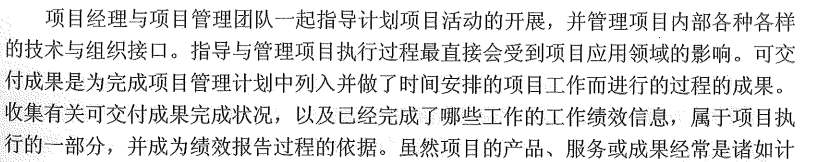 项目经理与项目管理团队一起指导计划项目活动的开展，并管理项目内部各种各样
的技术与组织接口。指导与管理项目执行过程最直接会受到项目应用领域的影响。可交
付成果是为完成项目管理计划中列入并做了时间安排的项目工作而进行的过程的成果。
收集有关可交付成果完成状况，以及已经完成了哪些工作的工作绩效信息，属于项目执
行的一部分，并成为绩效报告过程的依据。虽然项目的产品、服务或成果经常是诸如计